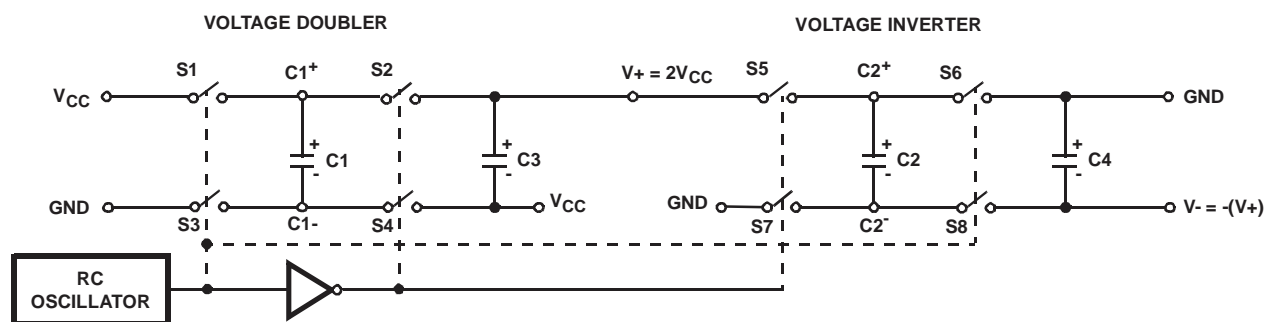 VOLTAGE DOUBLER
VOLTAGE INVERTER
S1
C1+
S2
V+ = 2VCC
S5
C2+
S6
VCC
GND
+
C1
-
+
C3
-
+
C2
-
+
C4
-
GND
S3
C1-
S4
VCC
GND
S7
C2-
S8
V- = -(V+)
RC
OSCILLATOR